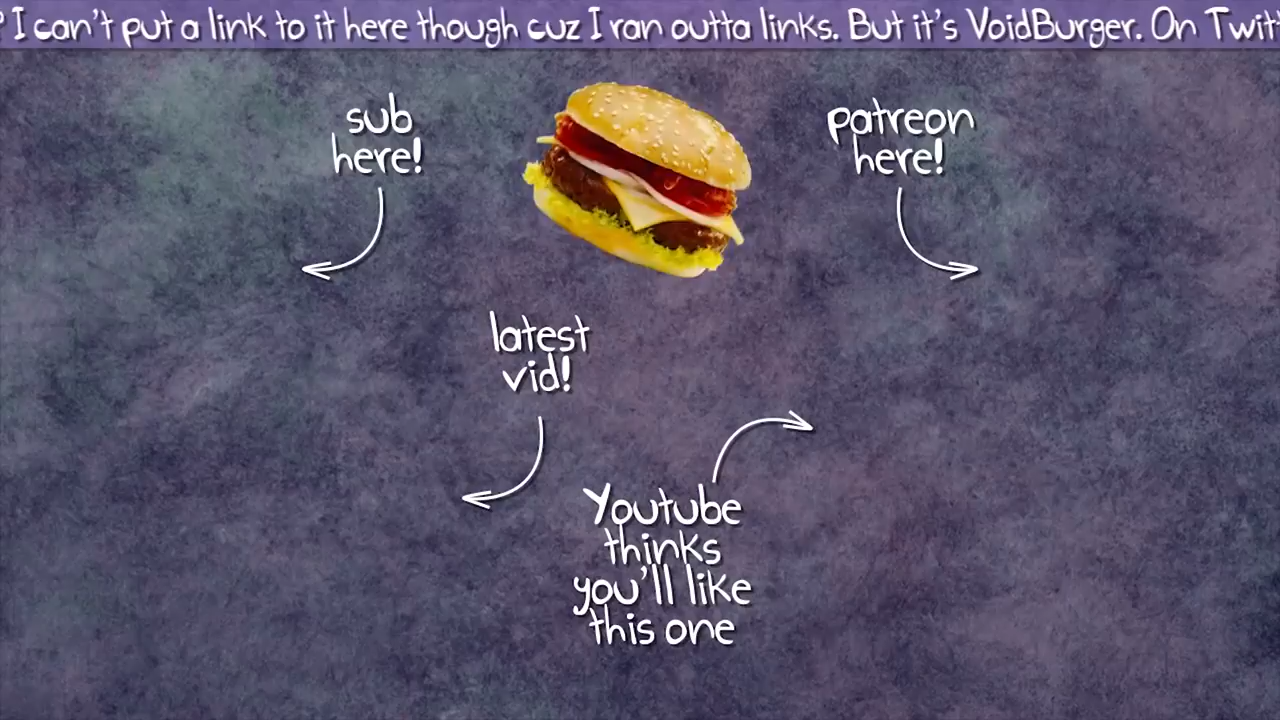 I can't put a link to it here though cuz I ran outta links. But it's VoidBurger. On
sub
here!
patreon
here!
latest
vid!
Youtube
thinks
you'll like
this one